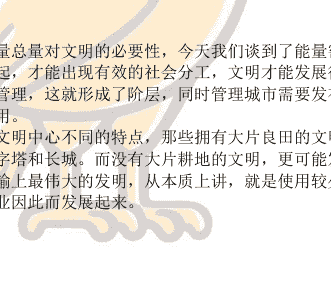 量总量对文明的必要性，今天我们谈到了能量
起，才能出现有效的社会分工，文明才能发展
管理，这就形成了阶层，同时管理城市需要发
用。
文明中心不同的特点，那些拥有大片良田的文明
字塔和长城。而没有大片耕地的文明，更可能
输上最伟大的发明，从本质上讲，就是使用较
业因此而发展起来。